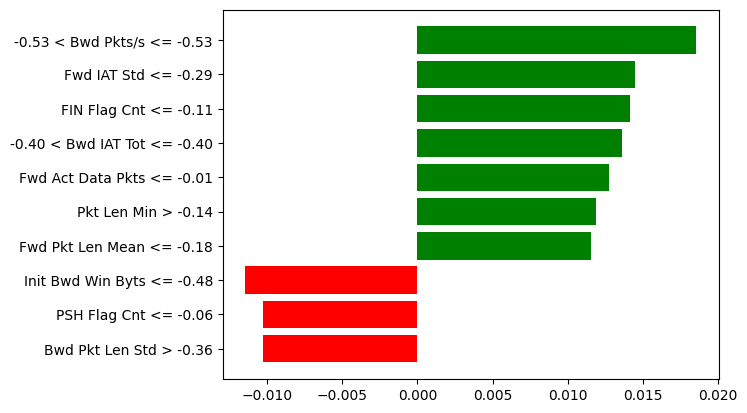 -0.53 < Bwd Pkts/s <= -0.53
Fwd IAT Std <= -0.29
FIN Flag Cnt <= -0.11
-0.40 < Bwd IAT Tot <= -0.40
Fwd Act Data Pkts <= -0.01
Pkt Len Min > -0.14
Fwd Pkt Len Mean <= -0.18
Init Bwd Win Byts <= -0.48
PSH Flag Cnt <= -0.06
Bwd Pkt Len Std > -0.36
−0.010 −0.005 0.000 0.005 0.010 0.015 0.020